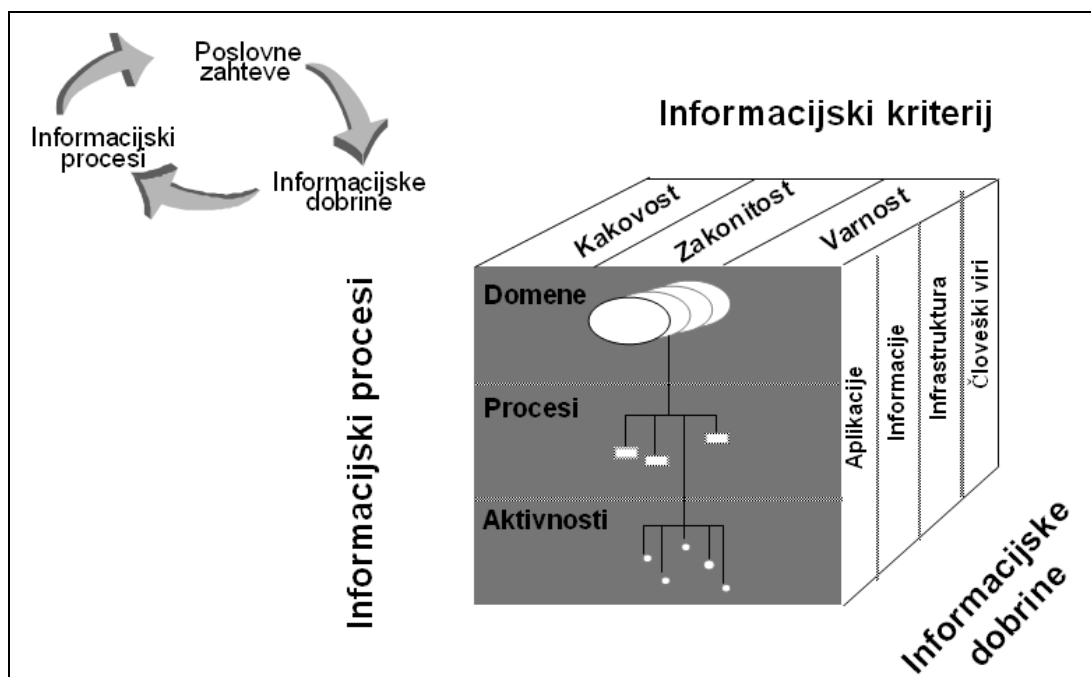 Poslovne
zahteve
Informacijski
procesi
Informacijske
dobrine
Informacijski kriterij
Kakovost
Zakonitost
Varnost
Informacijski procesi
Domene
Procesi
Aktivnosti
Aplikacije
Informacije
Infrastruktura
Človeški viri
Informacijske
dobrine